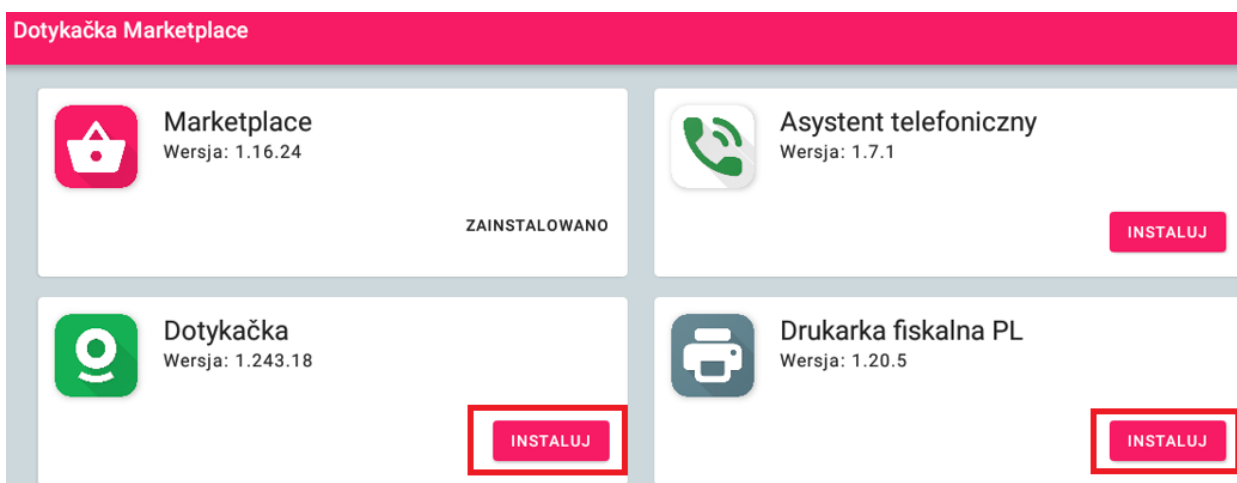 Dotykačka Marketplace
Marketplace
Wersja: 1.16.24
ZAINSTALOWANO
Asystent telefoniczny
Wersja: 1.7.1
INSTALUJ
Dotykačka
Wersja: 1.243.18
INSTALUJ
Drukarka fiskalna PL
Wersja: 1.20.5
INSTALUJ